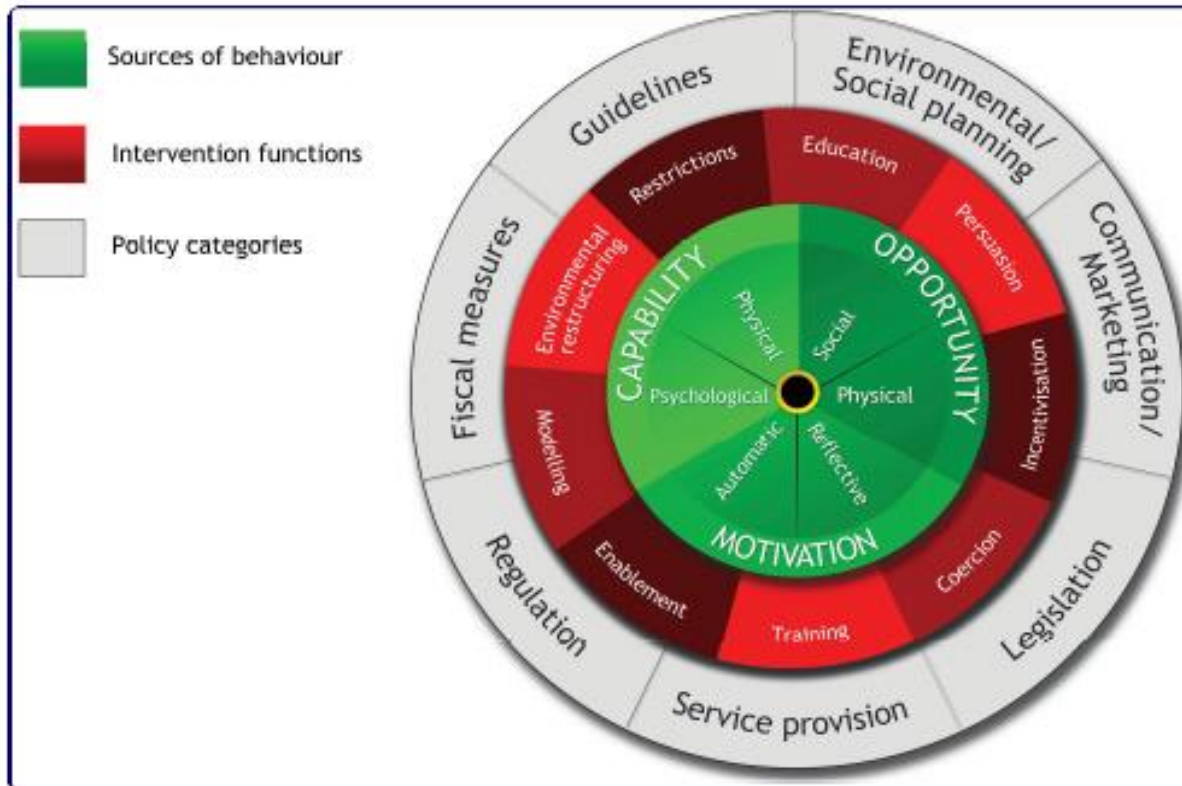 Sources of behaviour
Intervention functions
Policy categories
Guidelines
Environmental/
Social planning
Communication/
Marketing
Legislation
Service provision
Regulation
Fiscal measures
Restrictions
Education
Persuasion
Incentivisation
Coercion
Training
Enablement
Modelling
Environmental
restructuring
CAPABILITY
OPPORTUNITY
MOTIVATION
Physical
Social
Psychological
Physical
Automatic
Reflective